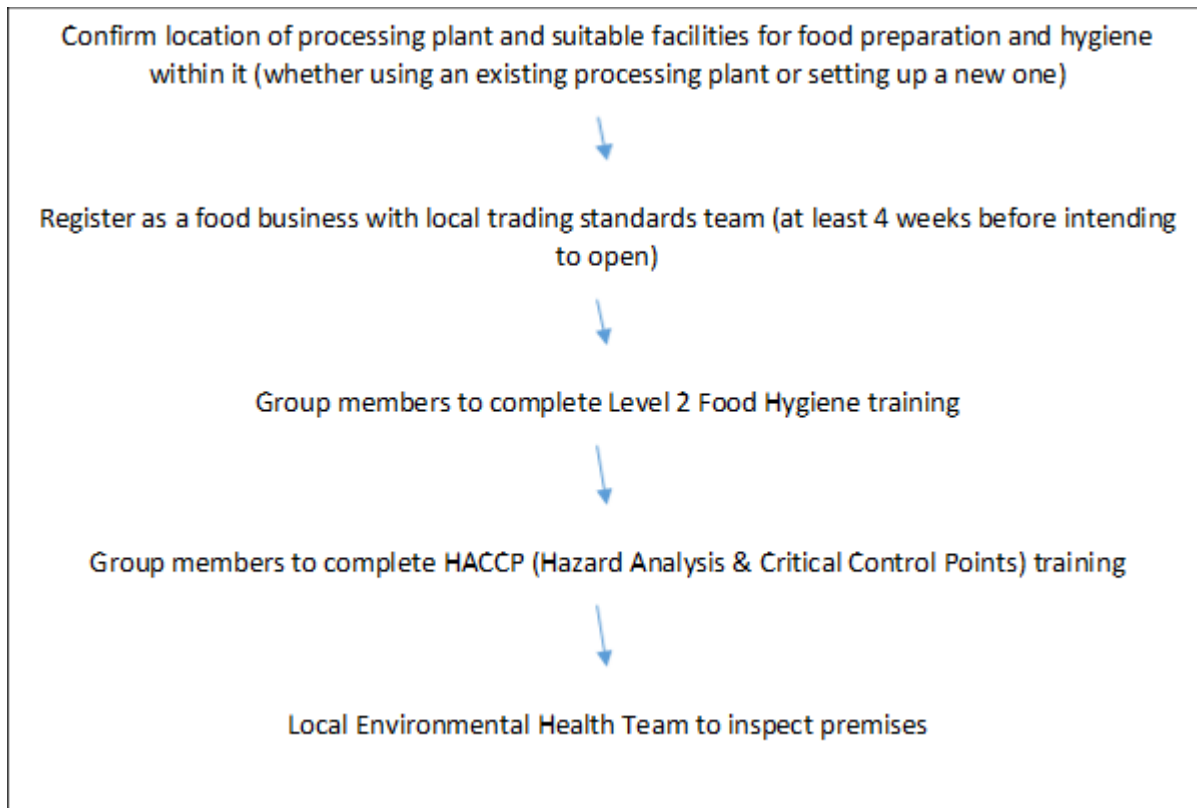 Confirm location of processing plant and suitable facilities for food preparation and hygiene
within it (whether using an existing processing plant or setting up a new one)
Register as a food business with local trading standards team (at least 4 weeks before intending
to open)
Group members to complete Level 2 Food Hygiene training
Group members to complete HACCP (Hazard Analysis & Critical Control Points) training
Local Environmental Health Team to inspect premises